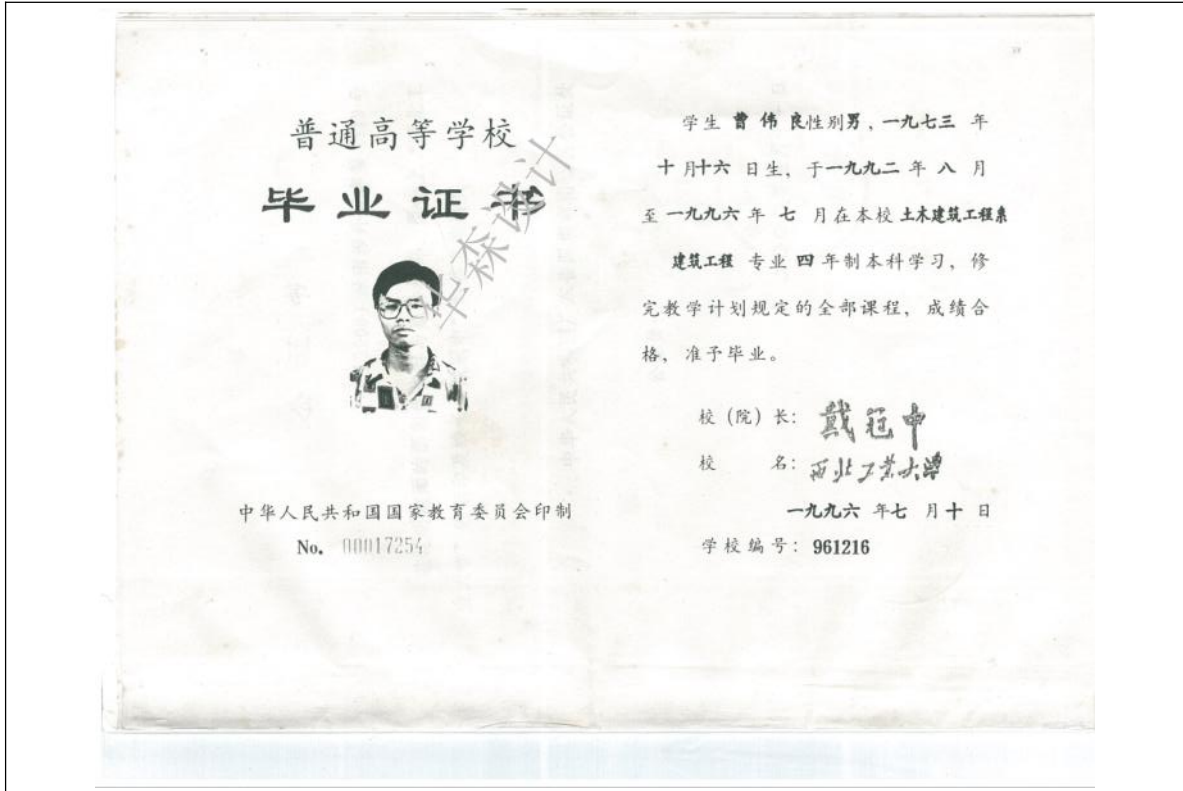 普通高等学校
毕业证书
华森设计
中华人民共和国国家教育委员会印制
No. 00017254
学生 曾伟良 性别 男，一九七三 年
十 月十六 日生，于一九九二 年 八 月
至 一九九六 年 七 月在本校 土木建筑工程系
建筑工程 专业 四 年制本科学习，修
完教学计划规定的全部课程，成绩合
格，准予毕业。
校（院）长：戴冠中
校 名：西北工业大学
一九九六 年七 月十 日
学校编号：961216